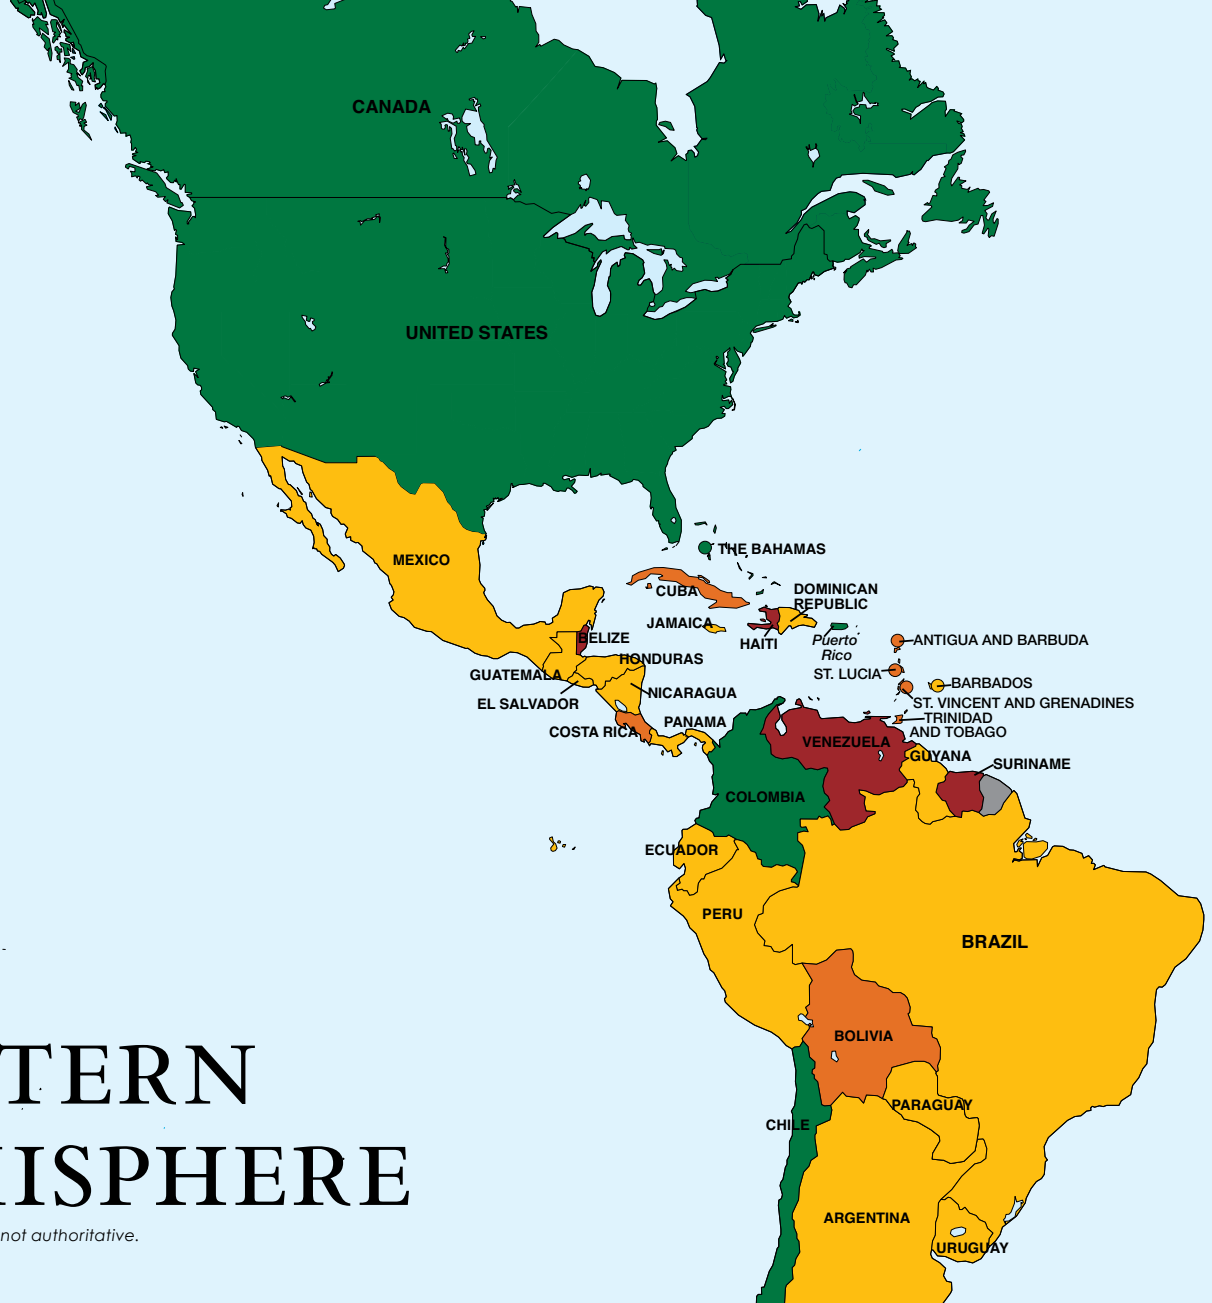 CANADA
UNITED STATES
MEXICO
THE BAHAMAS
CUBA
DOMINICAN
REPUBLIC
JAMAICA
HAITI
Puerto
Rico
BELIZE
ANTIGUA AND BARBUDA
HONDURAS
GUATEMALA
ST. LUCIA
BARBADOS
NICARAGUA
EL SALVADOR
ST. VINCENT AND GRENADINES
COSTA RICA
PANAMA
TRINIDAD
AND TOBAGO
VENEZUELA
GUYANA
SURINAME
COLOMBIA
ECUADOR
PERU
BRAZIL
BOLIVIA
TERN
PARAGUAY
CHILE
ISPHERE
ARGENTINA
not authoritative.
URUGUAY